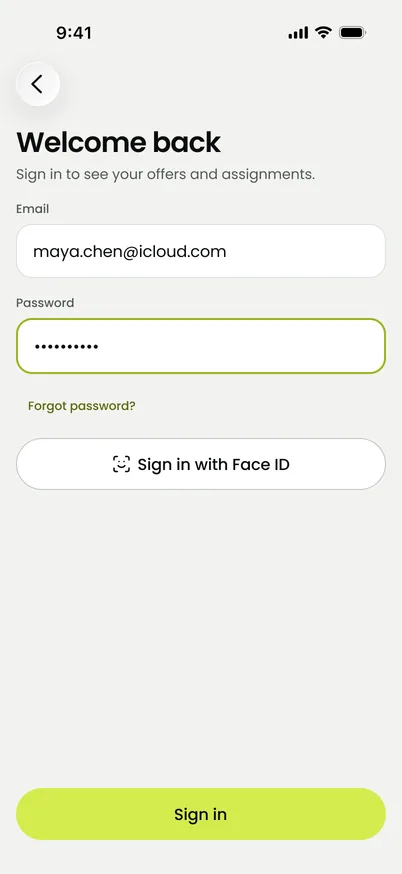 9:41
Welcome back
Sign in to see your offers and assignments.
Email
maya.chen@icloud.com
Password
••••••••••
Forgot password?
Sign in with Face ID
Sign in